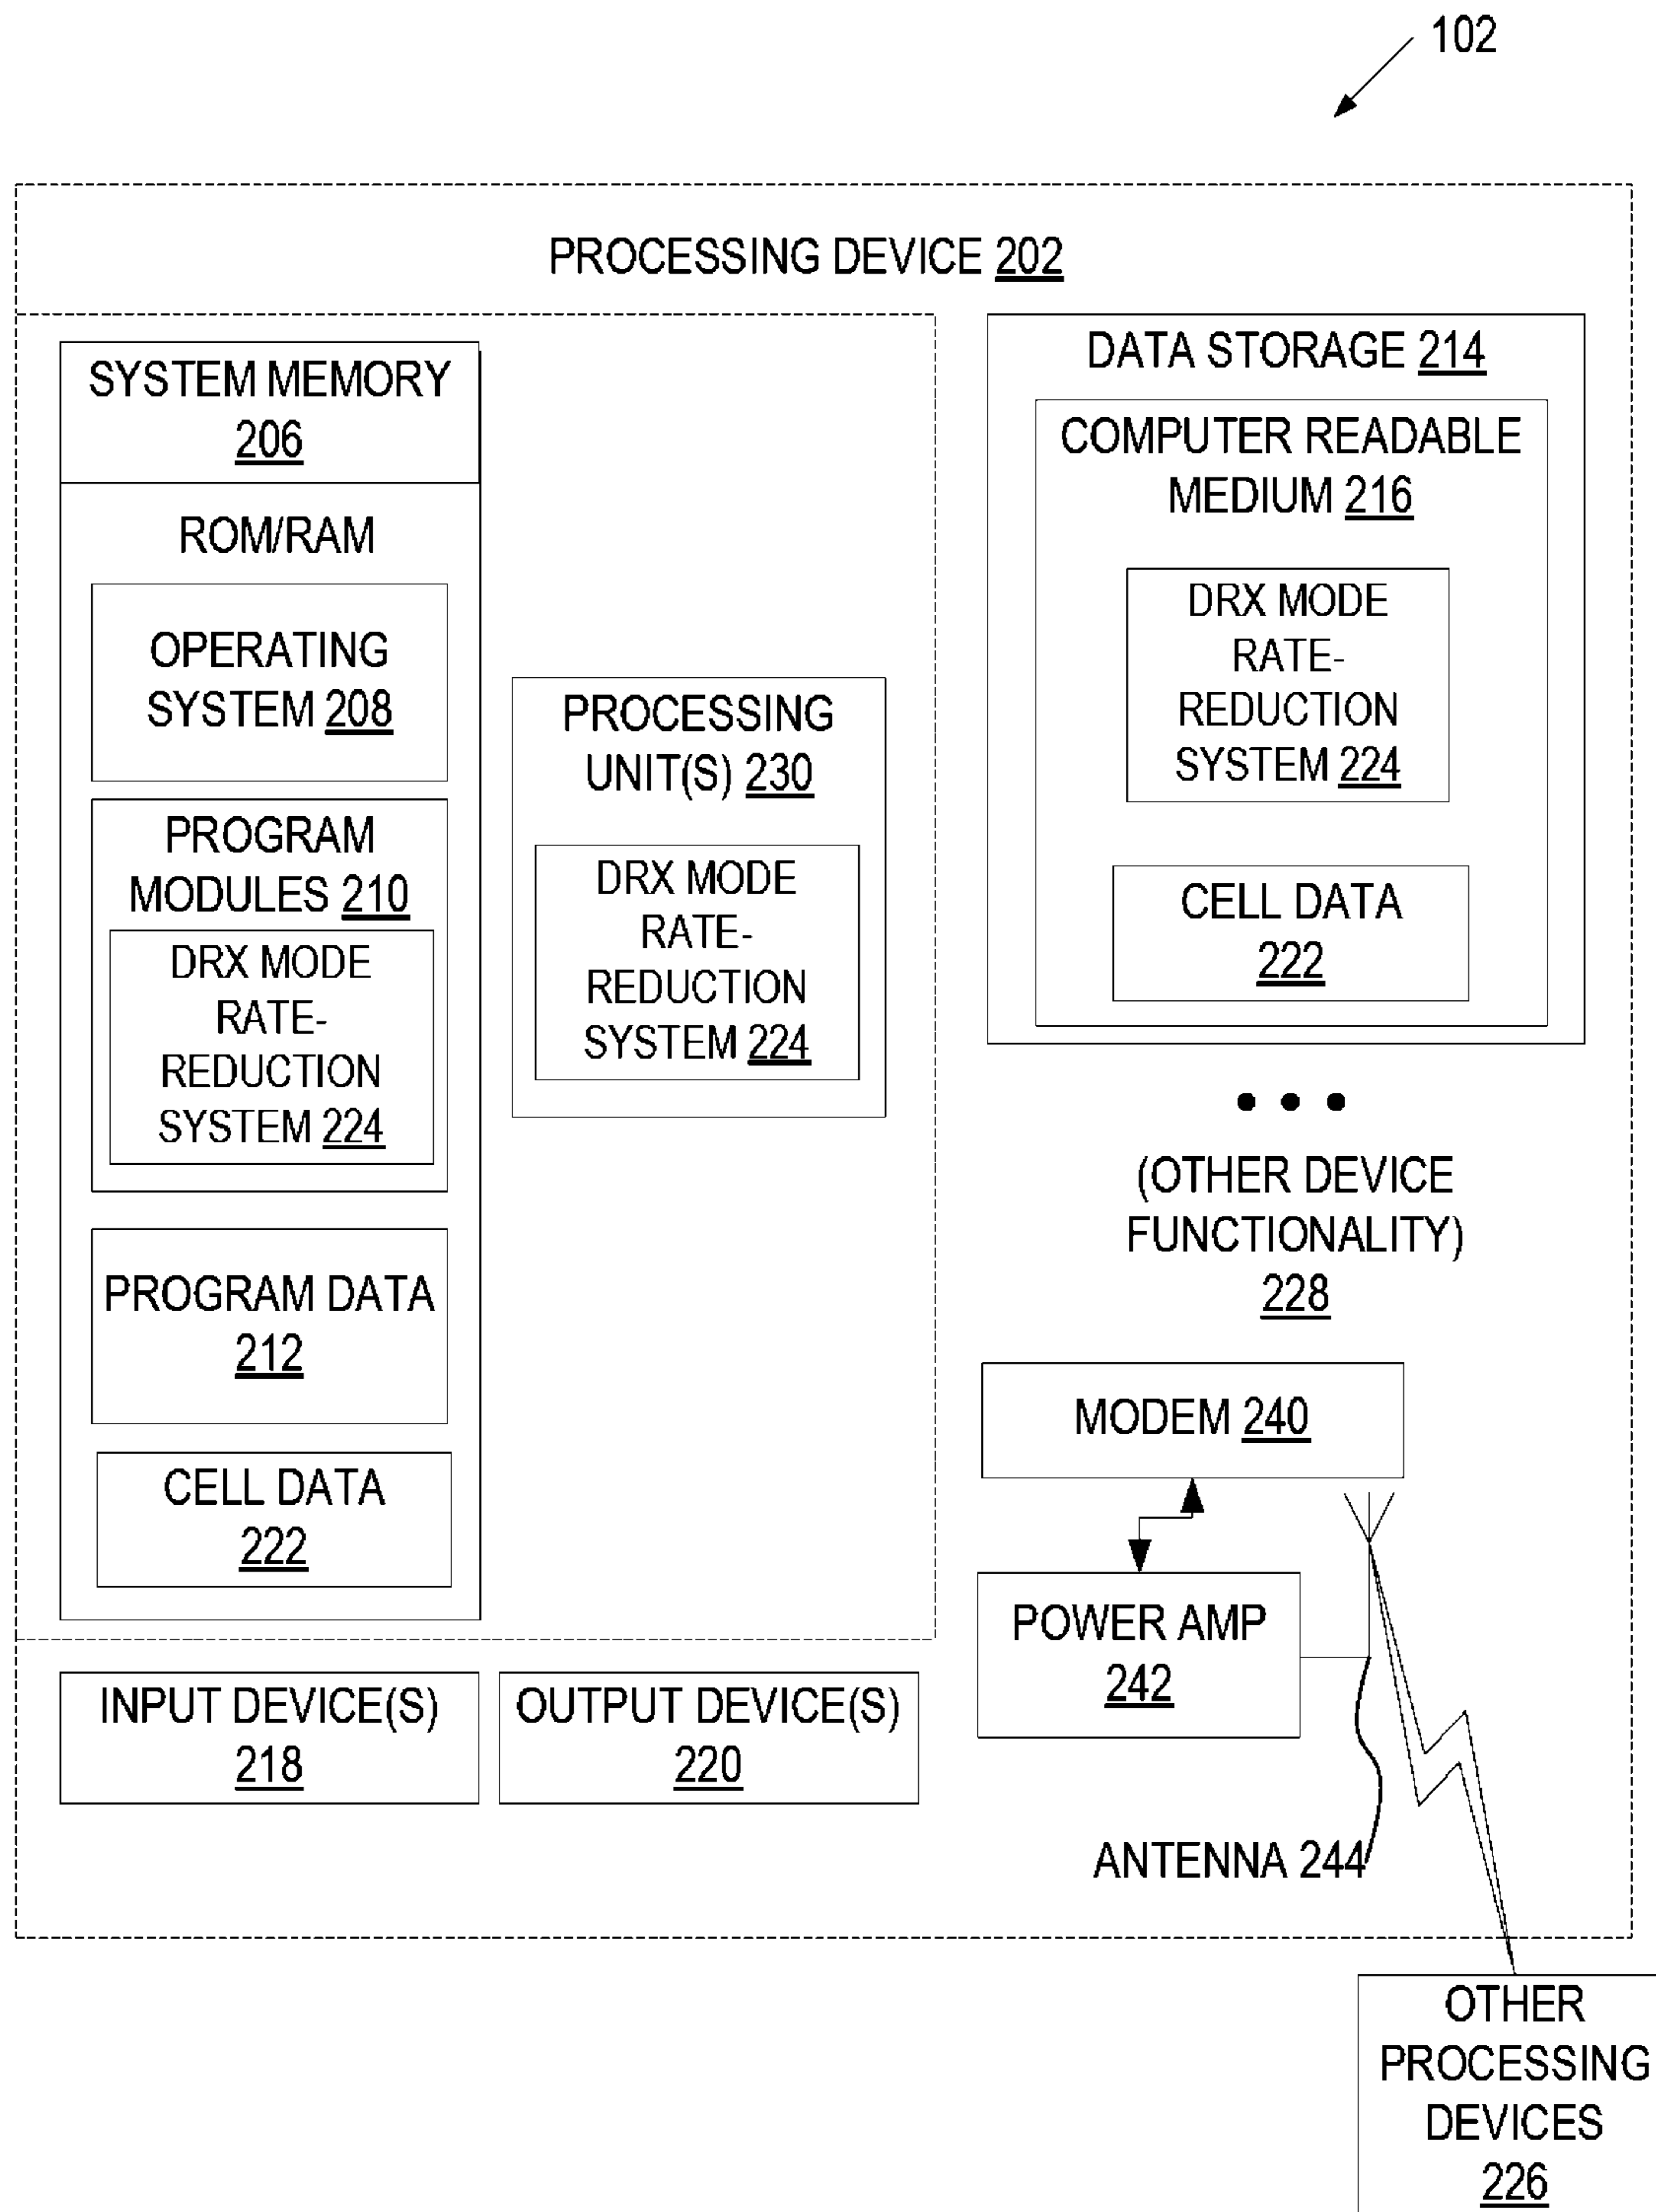 102
PROCESSING DEVICE 202
SYSTEM MEMORY
206
ROM/RAM
OPERATING
SYSTEM 208
PROGRAM
MODULES 210
DRX MODE
RATE-
REDUCTION
SYSTEM 224
PROGRAM DATA
212
CELL DATA
222
PROCESSING
UNIT(S) 230
DRX MODE
RATE-
REDUCTION
SYSTEM 224
DATA STORAGE 214
COMPUTER READABLE
MEDIUM 216
DRX MODE
RATE-
REDUCTION
SYSTEM 224
CELL DATA
222
(OTHER DEVICE
FUNCTIONALITY)
228
MODEM 240
POWER AMP
242
INPUT DEVICE(S)
218
OUTPUT DEVICE(S)
220
ANTENNA 244
OTHER
PROCESSING
DEVICES
226